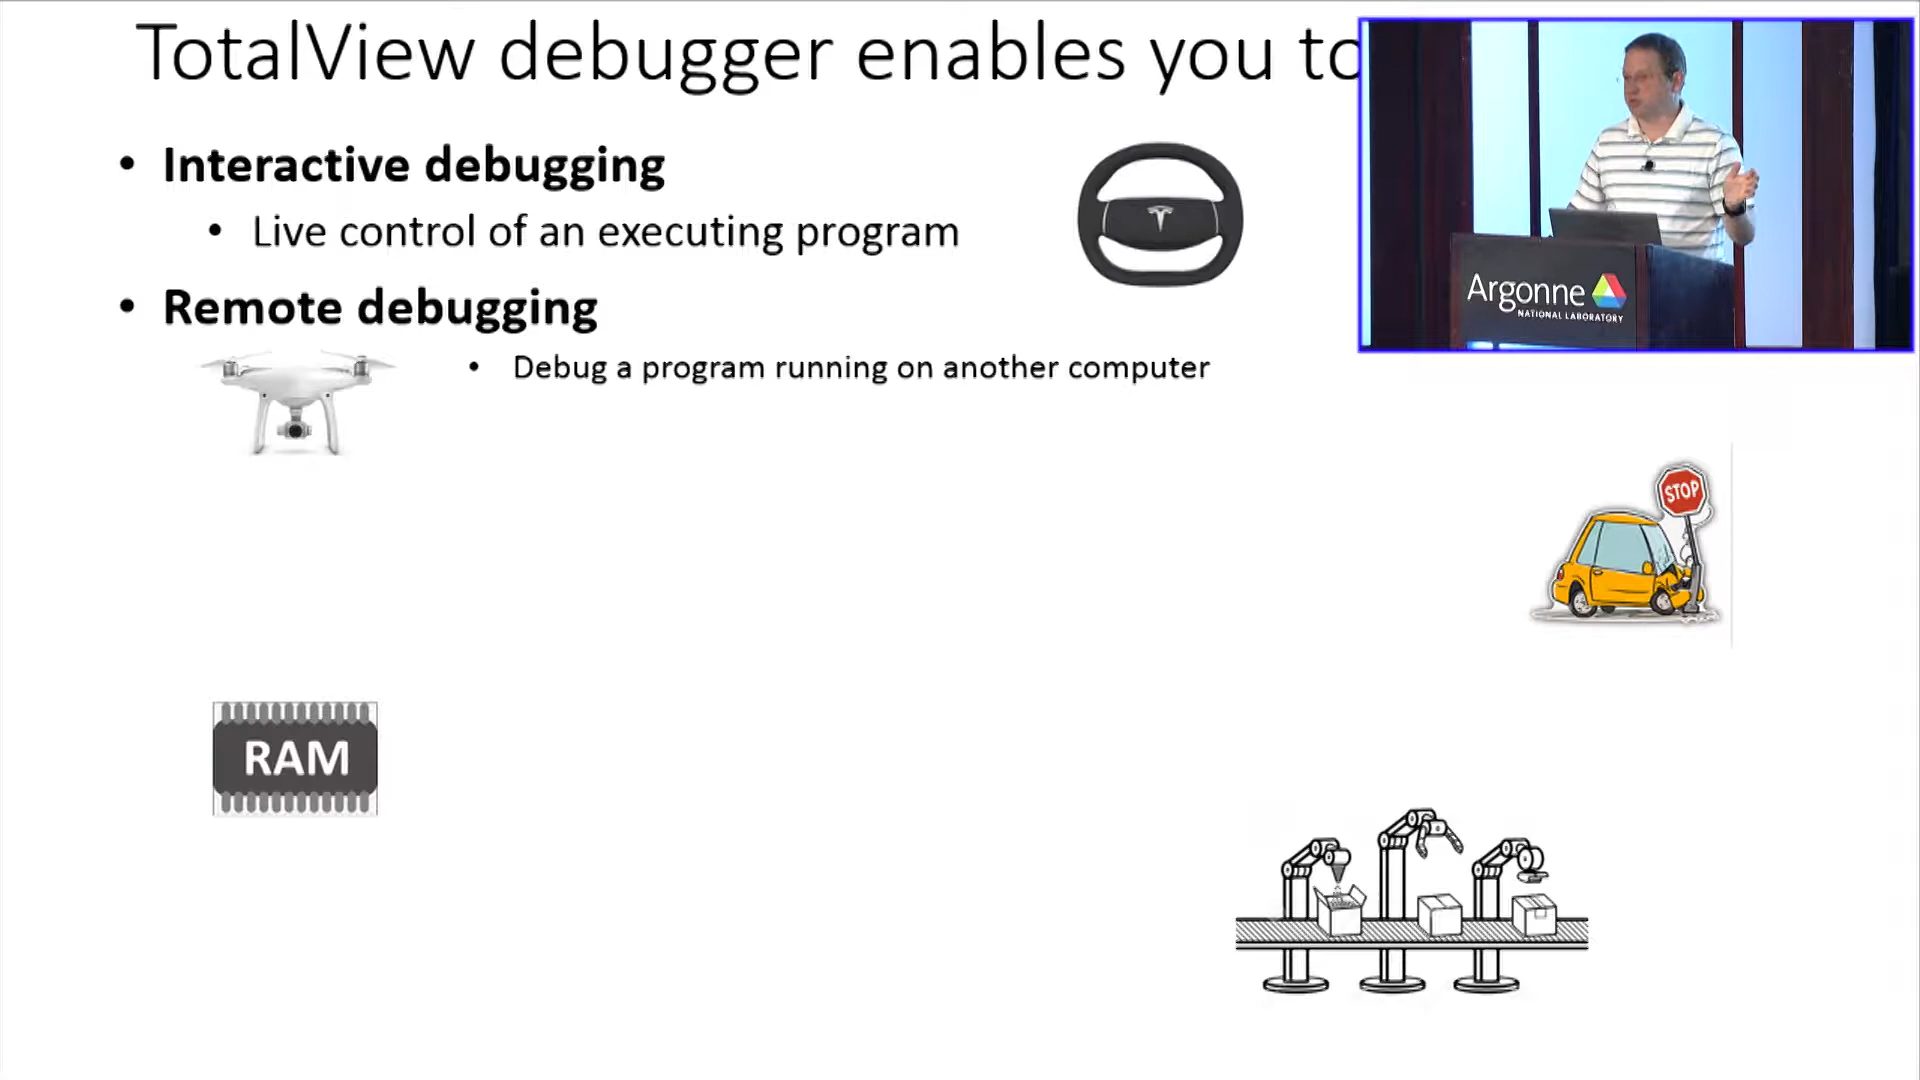 TotalView debugger enables you to
• Interactive debugging
• Live control of an executing program
• Remote debugging
• Debug a program running on another computer
Argonne
NATIONAL LABORATORY
STOP
RAM